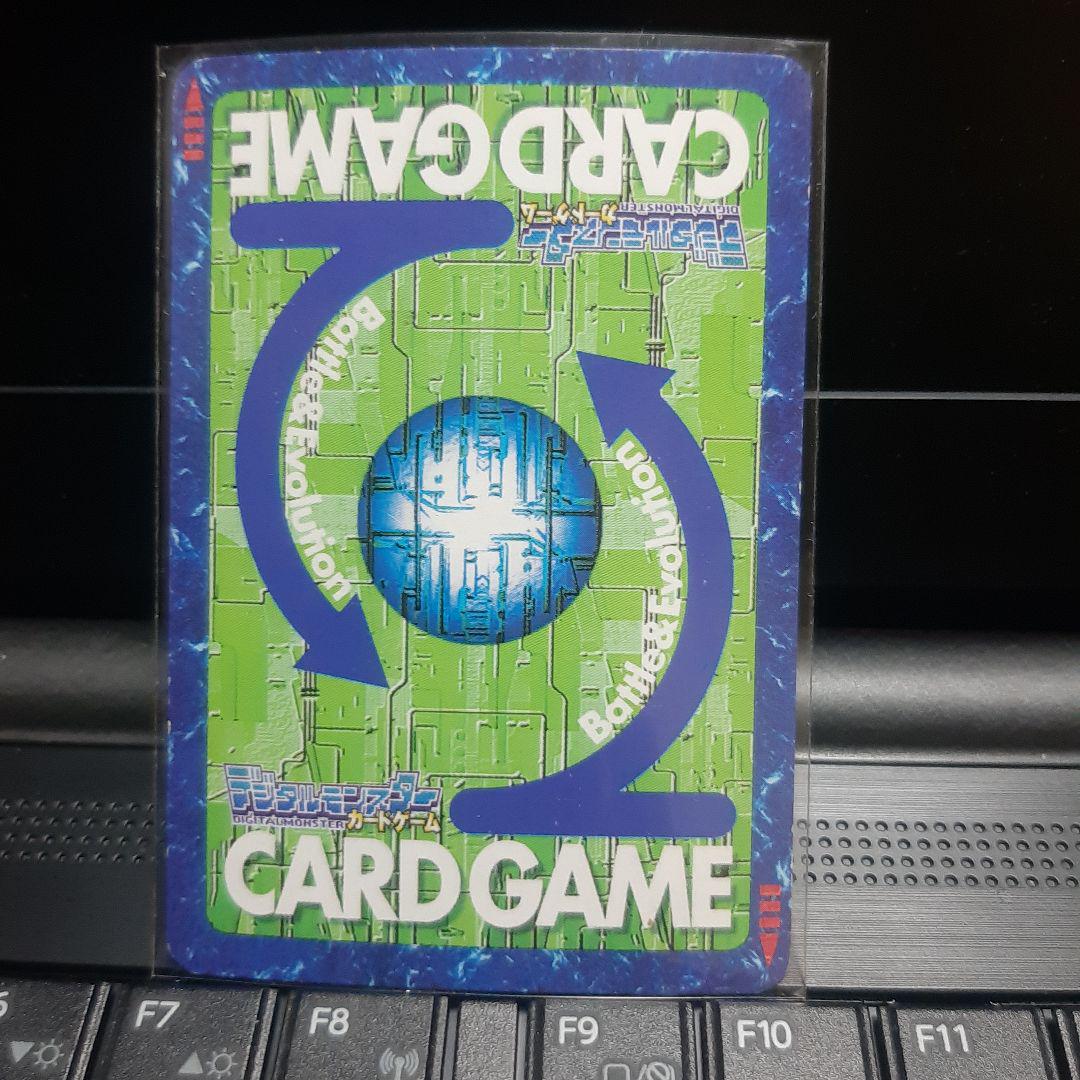 CARD GAME
デジタルモンスター
DIGITALMONSTER カードゲーム
Battle&Evolution
Battle&Evolution
デジタルモンスター
DIGITALMONSTER カードゲーム
CARD GAME
F7
F8
F9
F10
F11